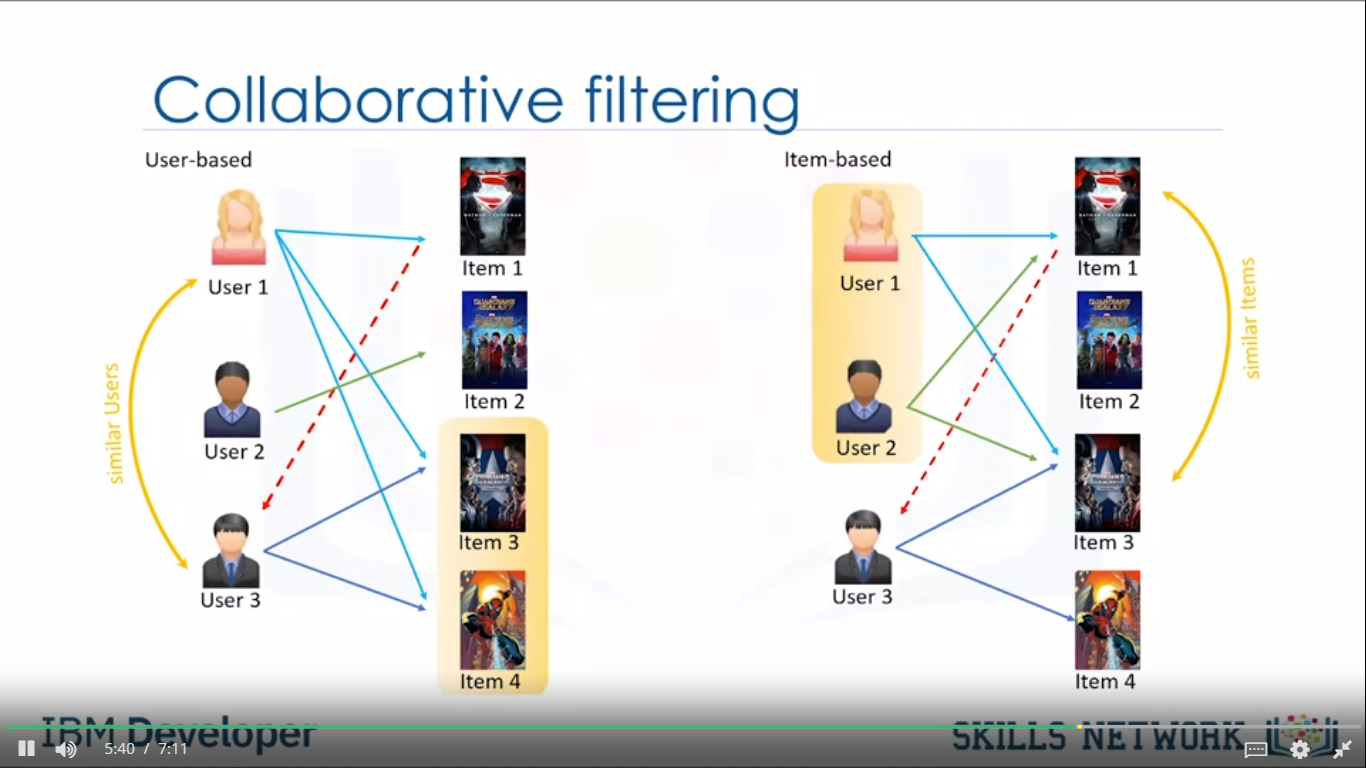 Collaborative filtering
User-based
User 1
User 2
User 3
similar Users
Item 1
Item 2
Item 3
Item 4
Item-based
User 1
User 2
User 3
Item 1
Item 2
Item 3
Item 4
similar Items
IBM Developer
SKILLS NETWORK
5:40 / 7:11